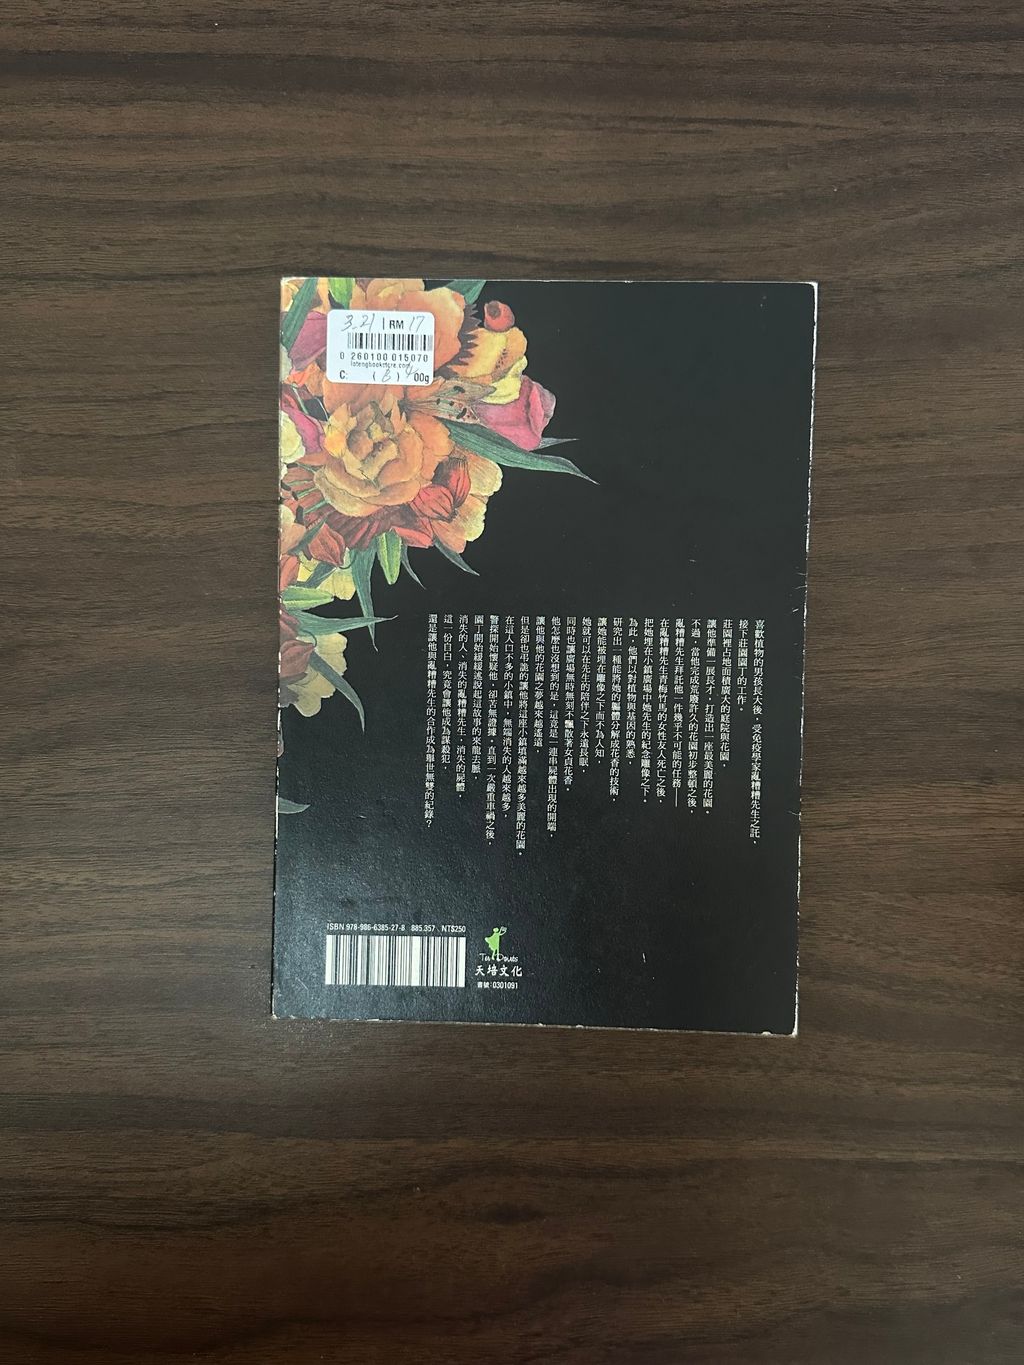 3.21 | RM 17
0 260100 015070
lotengbookstore.com
C: (8) 00g
喜歡植物的男孩長大後，受免疫學家亂糟糟先生之託，
接下莊園園丁的工作。
莊園裡占地面積廣大的庭院與花園，
讓他準備一展長才，打造出一座最美麗的花園。
不過，當他完成荒廢許久的花園初步整頓之後，
亂糟糟先生拜託他一件幾乎不可能的任務——
在亂糟糟先生青梅竹馬的女性友人死亡之後，
把她埋在小鎮廣場中她先生的紀念雕像之下。
為此，他們以對植物與基因的熟悉，
研究出一種能將她的軀體分解成花香的技術，
讓她能被埋在雕像之下而不為人知，
她就可以在先生的陪伴之下永遠長眠，
同時也讓廣場無時無刻不飄散著女貞花香。
他怎麼也沒想到的是，這竟是一連串屍體出現的開端，
讓他與他的花園之夢越來越遙遠，
但是卻也弔詭的讓他將這座小鎮填滿越來越多美麗的花園。
在這人口不多的小鎮中，無端消失的人越來越多，
警探開始懷疑他，卻苦無證據，直到一次嚴重車禍之後，
園丁開始緩緩述說起這故事的來龍去脈，
消失的人、消失的亂糟糟先生、消失的屍體，
這一份自白，究竟會讓他成為謀殺犯，
還是讓他與亂糟糟先生的合作成為舉世無雙的紀錄？
ISBN 978-986-6385-27-8 885.357 NT$250
天培文化
書號:0301091